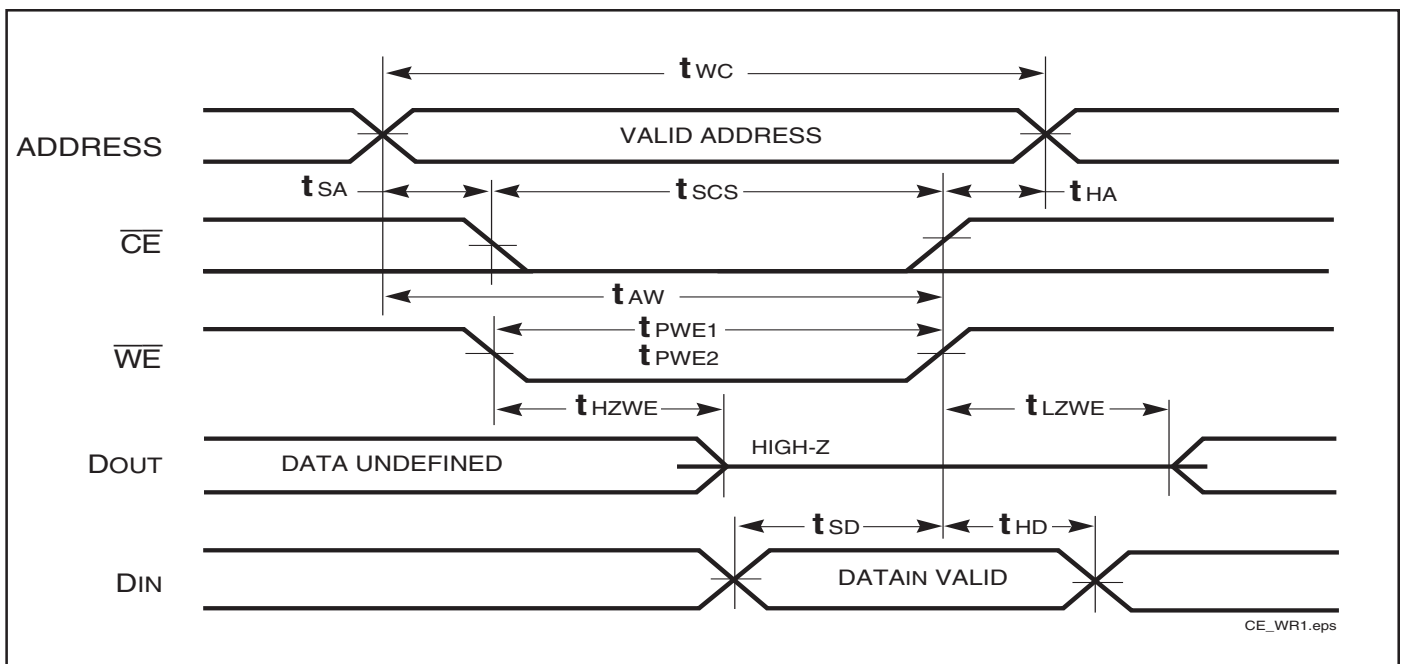 tWC
ADDRESS
VALID ADDRESS
tSA
tSCS
tHA
CE
tAW
tPWE1
WE
tPWE2
tHZWE
tLZWE
DOUT
DATA UNDEFINED
HIGH-Z
tSD
tHD
DIN
DATAIN VALID
CE_WR1.eps